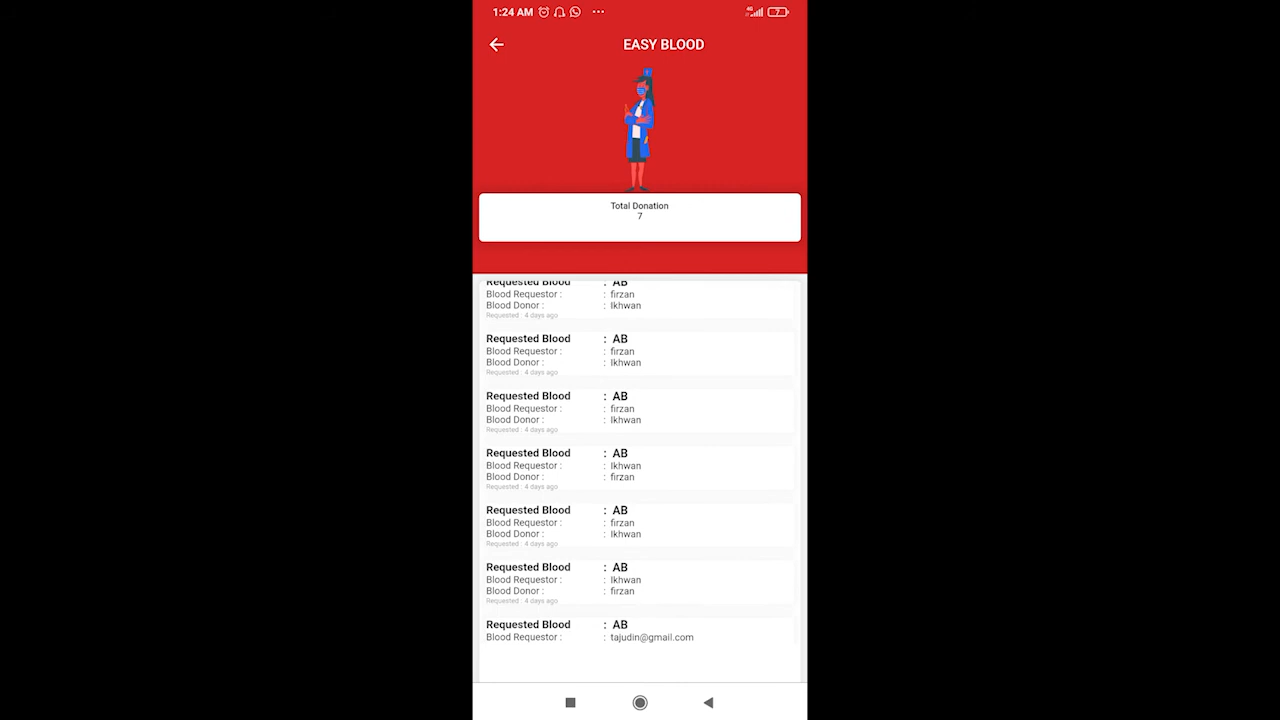 1:24 AM
4G
7
EASY BLOOD
Total Donation
7
Requested Blood : AB
Blood Requestor : : firzan
Blood Donor : : Ikhwan
Requested : 4 days ago
Requested Blood : AB
Blood Requestor : : firzan
Blood Donor : : Ikhwan
Requested : 4 days ago
Requested Blood : AB
Blood Requestor : : firzan
Blood Donor : : Ikhwan
Requested : 4 days ago
Requested Blood : AB
Blood Requestor : : Ikhwan
Blood Donor : : firzan
Requested : 4 days ago
Requested Blood : AB
Blood Requestor : : firzan
Blood Donor : : Ikhwan
Requested : 4 days ago
Requested Blood : AB
Blood Requestor : : Ikhwan
Blood Donor : : firzan
Requested : 4 days ago
Requested Blood : AB
Blood Requestor : : tajudin@gmail.com